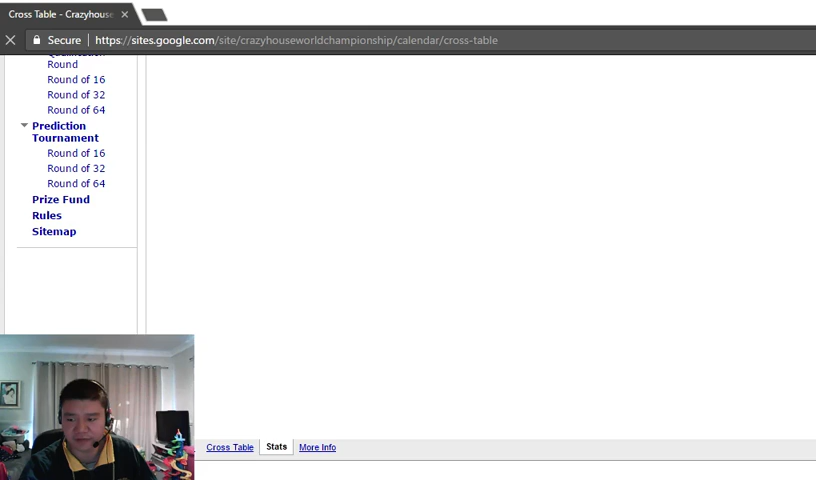 Cross Table - Crazyhouse
Secure
https://sites.google.com/site/crazyhouseworldchampionship/calendar/cross-table
Qualification
Round
Round of 16
Round of 32
Round of 64
Prediction
Tournament
Round of 16
Round of 32
Round of 64
Prize Fund
Rules
Sitemap
Cross Table
Stats
More Info